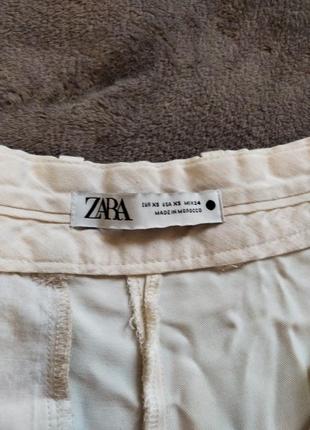 ZARA
EUR XS USA XS MEX 24
MADE IN MOROCCO